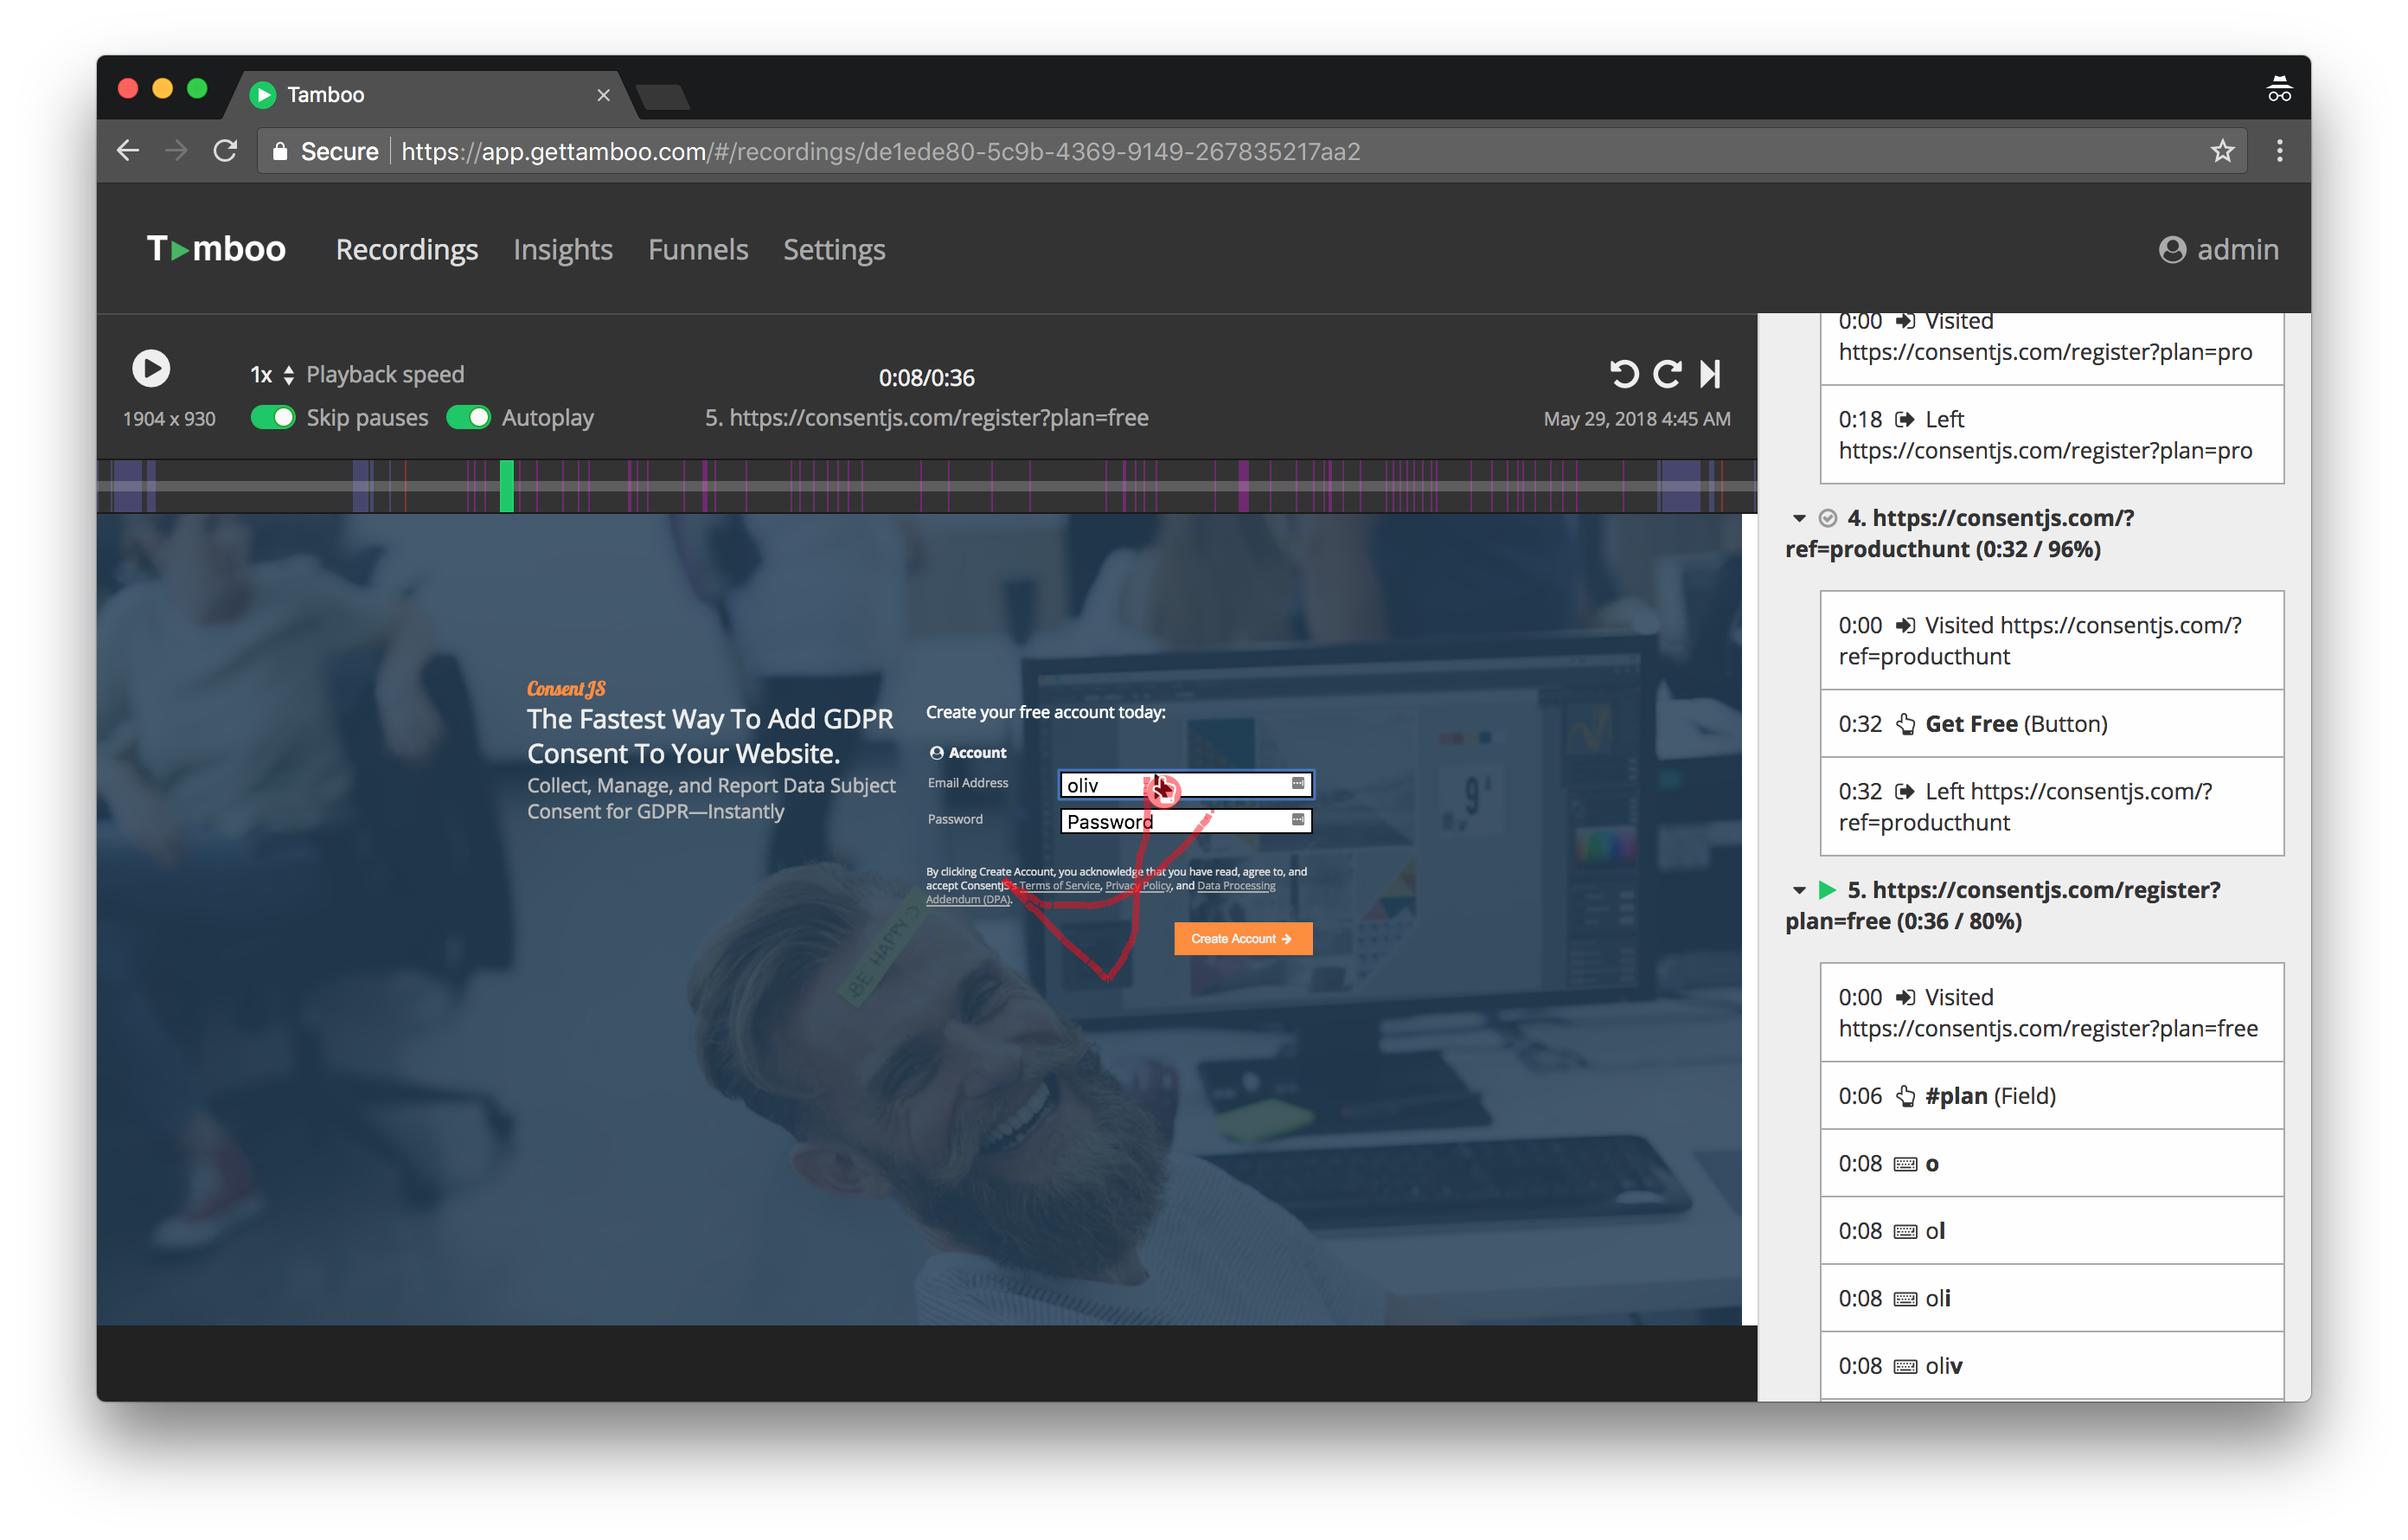 Tamboo
Secure https://app.gettamboo.com/#/recordings/de1ede80-5c9b-4369-9149-267835217aa2
Tamboo Recordings Insights Funnels Settings admin
1x Playback speed 0:08/0:36
1904 x 930 Skip pauses Autoplay 5. https://consentjs.com/register?plan=free May 29, 2018 4:45 AM
ConsentJS
The Fastest Way To Add GDPR
Consent To Your Website.
Collect, Manage, and Report Data Subject
Consent for GDPR—Instantly
Create your free account today:
Account
Email Address oliv
Password Password
By clicking Create Account, you acknowledge that you have read, agree to, and
accept ConsentJS's Terms of Service, Privacy Policy, and Data Processing
Addendum (DPA).
Create Account
BE HAPPY
0:00 Visited
https://consentjs.com/register?plan=pro
0:18 Left
https://consentjs.com/register?plan=pro
4. https://consentjs.com/?
ref=producthunt (0:32 / 96%)
0:00 Visited https://consentjs.com/?
ref=producthunt
0:32 Get Free (Button)
0:32 Left https://consentjs.com/?
ref=producthunt
5. https://consentjs.com/register?
plan=free (0:36 / 80%)
0:00 Visited
https://consentjs.com/register?plan=free
0:06 #plan (Field)
0:08 o
0:08 ol
0:08 oli
0:08 oliv